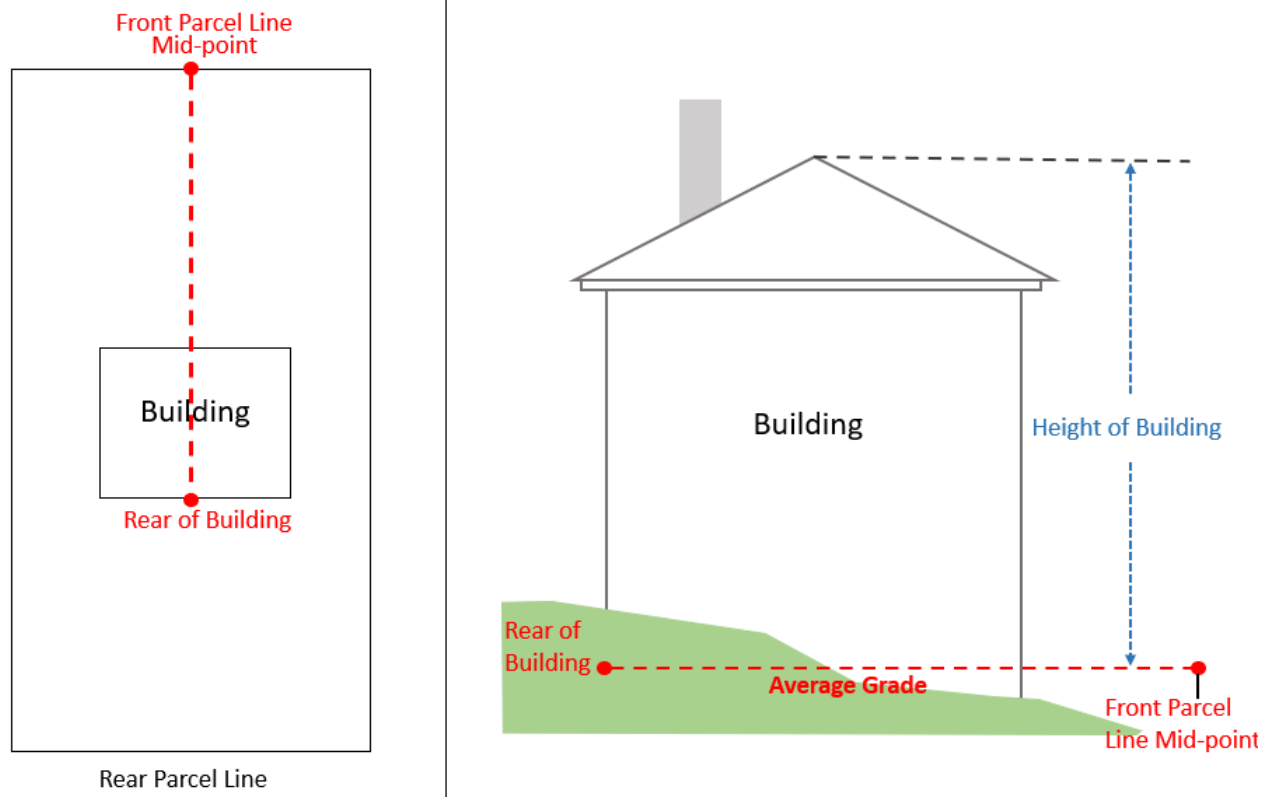 Front Parcel Line
Mid-point
Building
Rear of Building
Rear Parcel Line
Building
Height of Building
Rear of
Building
Average Grade
Front Parcel
Line Mid-point